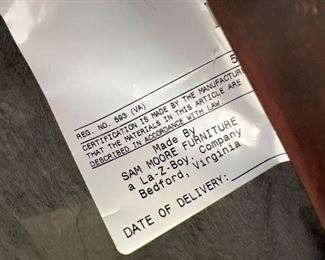 REG. NO. 593 (VA)
CERTIFICATION IS MADE BY THE MANUFACTUR
THAT THE MATERIALS IN THIS ARTICLE ARE
DESCRIBED IN ACCORDANCE WITH LAW.
Made By
SAM MOORE FURNITURE
a La-Z-Boy Company
Bedford, Virginia
DATE OF DELIVERY: